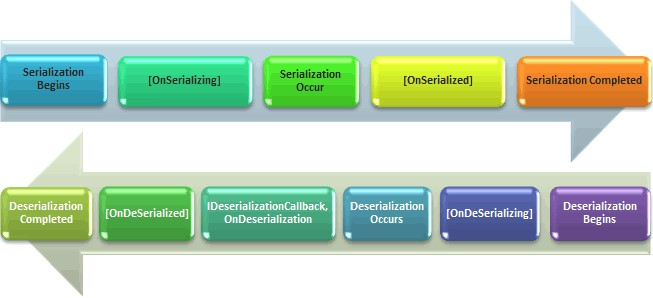 Serialization
Begins
[OnSerializing]
Serialization
Occur
[OnSerialized]
Serialization Completed
Deserialization
Completed
[OnDeSerialized]
IDeserializationCallback,
OnDeserialization
Deserialization
Occurs
[OnDeSerializing]
Deserialization
Begins